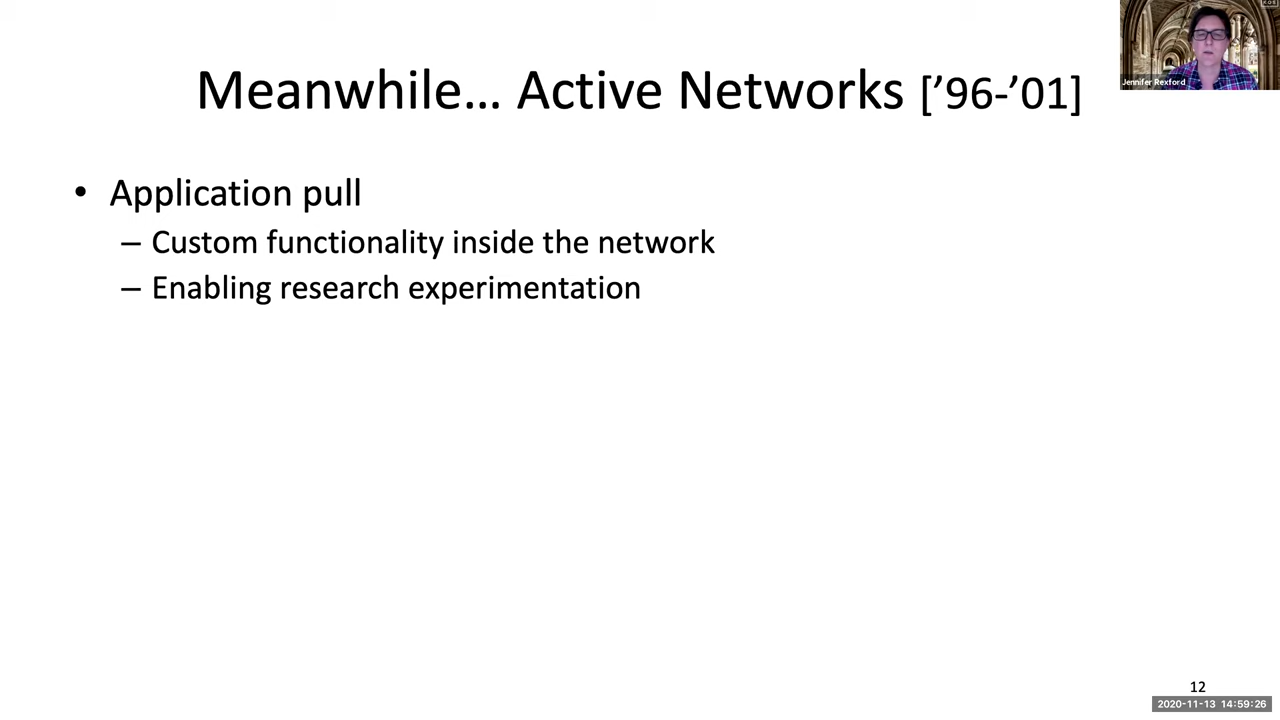 Meanwhile… Active Networks [’96-’01]
Jennifer Rexford
• Application pull
– Custom functionality inside the network
– Enabling research experimentation
12
2020-11-13 14:59:26